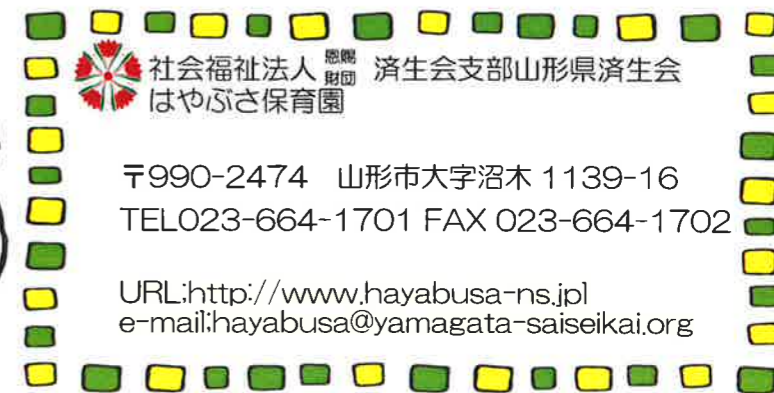 社会福祉法人 恩賜財団 済生会支部山形県済生会
はやぶさ保育園
〒990-2474 山形市大字沼木 1139-16
TEL023-664-1701 FAX 023-664-1702
URL:http://www.hayabusa-ns.jpl
e-mail:hayabusa@yamagata-saiseikai.org